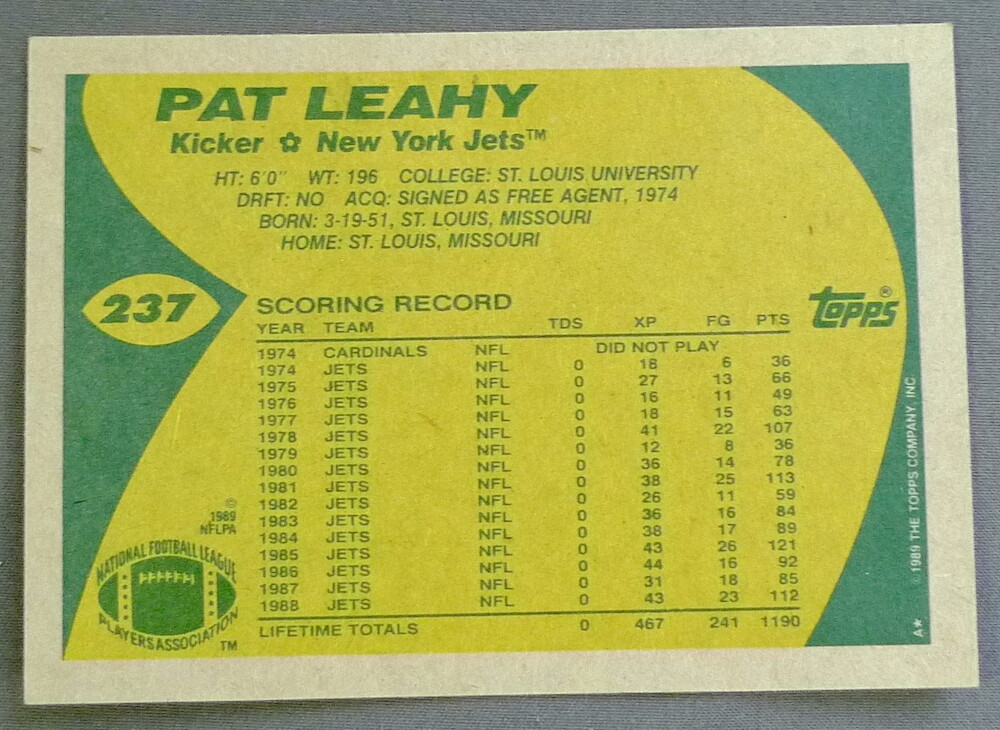 PAT LEAHY
Kicker ✿ New York Jets™
HT: 6'0" WT: 196 COLLEGE: ST. LOUIS UNIVERSITY
DRFT: NO ACQ: SIGNED AS FREE AGENT, 1974
BORN: 3-19-51, ST. LOUIS, MISSOURI
HOME: ST. LOUIS, MISSOURI
237
SCORING RECORD
topps®
YEAR TEAM TDS XP FG PTS
1974 CARDINALS NFL DID NOT PLAY
1974 JETS NFL 0 18 6 36
1975 JETS NFL 0 27 13 66
1976 JETS NFL 0 16 11 49
1977 JETS NFL 0 18 15 63
1978 JETS NFL 0 41 22 107
1979 JETS NFL 0 12 8 36
1980 JETS NFL 0 36 14 78
1981 JETS NFL 0 38 25 113
1982 JETS NFL 0 26 11 59
1983 JETS NFL 0 36 16 84
1984 JETS NFL 0 38 17 89
1985 JETS NFL 0 43 26 121
1986 JETS NFL 0 44 16 92
1987 JETS NFL 0 31 18 85
1988 JETS NFL 0 43 23 112
LIFETIME TOTALS 0 467 241 1190
©
1989
NFLPA
NATIONAL FOOTBALL LEAGUE
PLAYERS ASSOCIATION
TM
© 1989 THE TOPPS COMPANY, INC.
A*